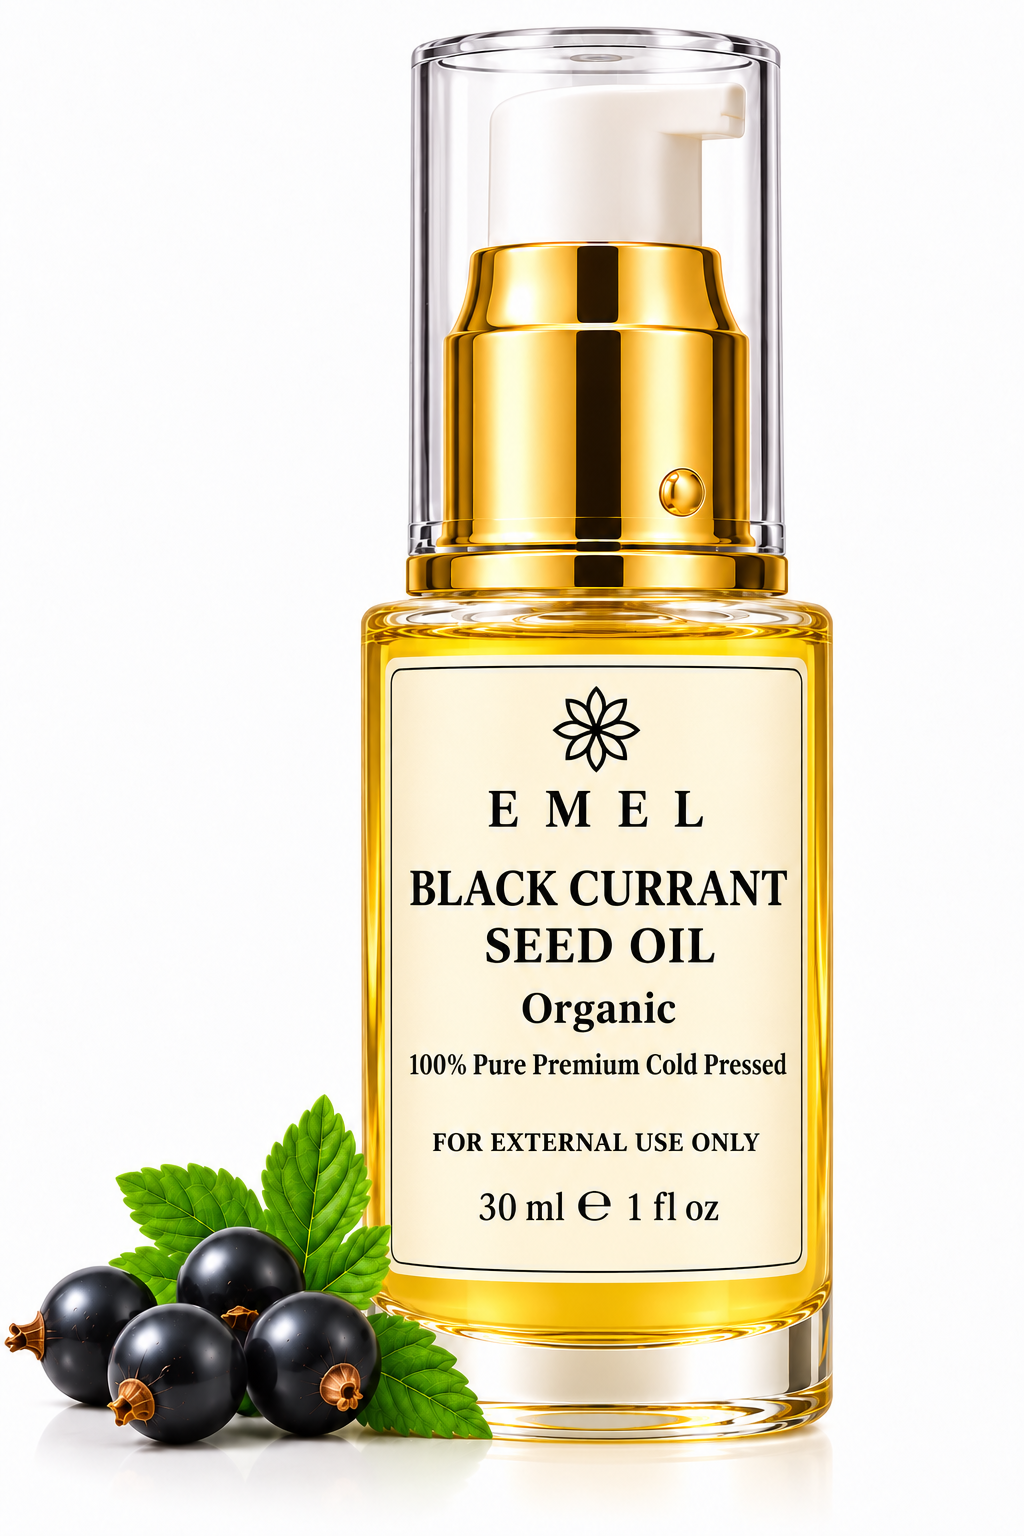 EMEL
BLACK CURRANT
SEED OIL
Organic
100% Pure Premium Cold Pressed
FOR EXTERNAL USE ONLY
30 ml ℮ 1 fl oz